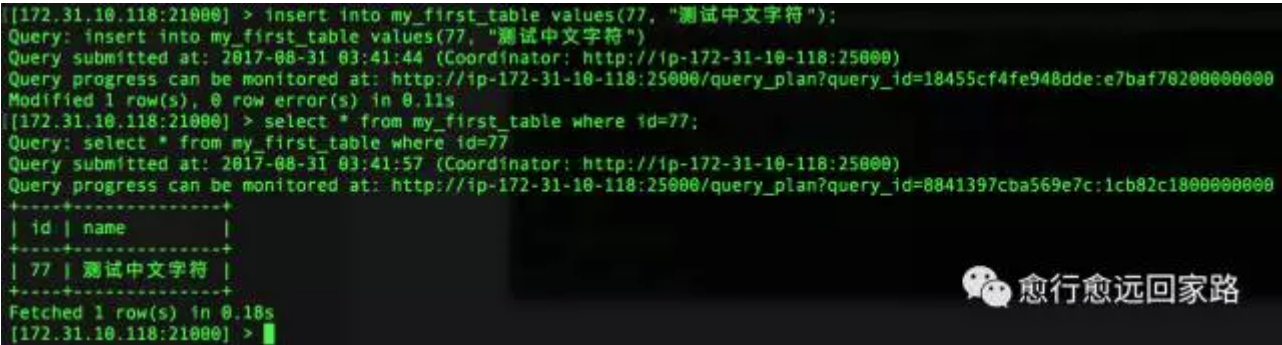 [172.31.10.118:21000] > insert into my_first_table values(77, "测试中文字符");
Query: insert into my_first_table values(77, "测试中文字符")
Query submitted at: 2017-08-31 03:41:44 (Coordinator: http://ip-172-31-10-118:25000)
Query progress can be monitored at: http://ip-172-31-10-118:25000/query_plan?query_id=18455cf4fe948dde:e7baf70200000000
Modified 1 row(s), 0 row error(s) in 0.11s
[172.31.10.118:21000] > select * from my_first_table where id=77;
Query: select * from my_first_table where id=77
Query submitted at: 2017-08-31 03:41:57 (Coordinator: http://ip-172-31-10-118:25000)
Query progress can be monitored at: http://ip-172-31-10-118:25000/query_plan?query_id=8841397cba569e7c:1cb82c1800000000
+----+--------------+
| id | name |
+----+--------------+
| 77 | 测试中文字符 |
+----+--------------+
愈行愈远回家路
Fetched 1 row(s) in 0.18s
[172.31.10.118:21000] >